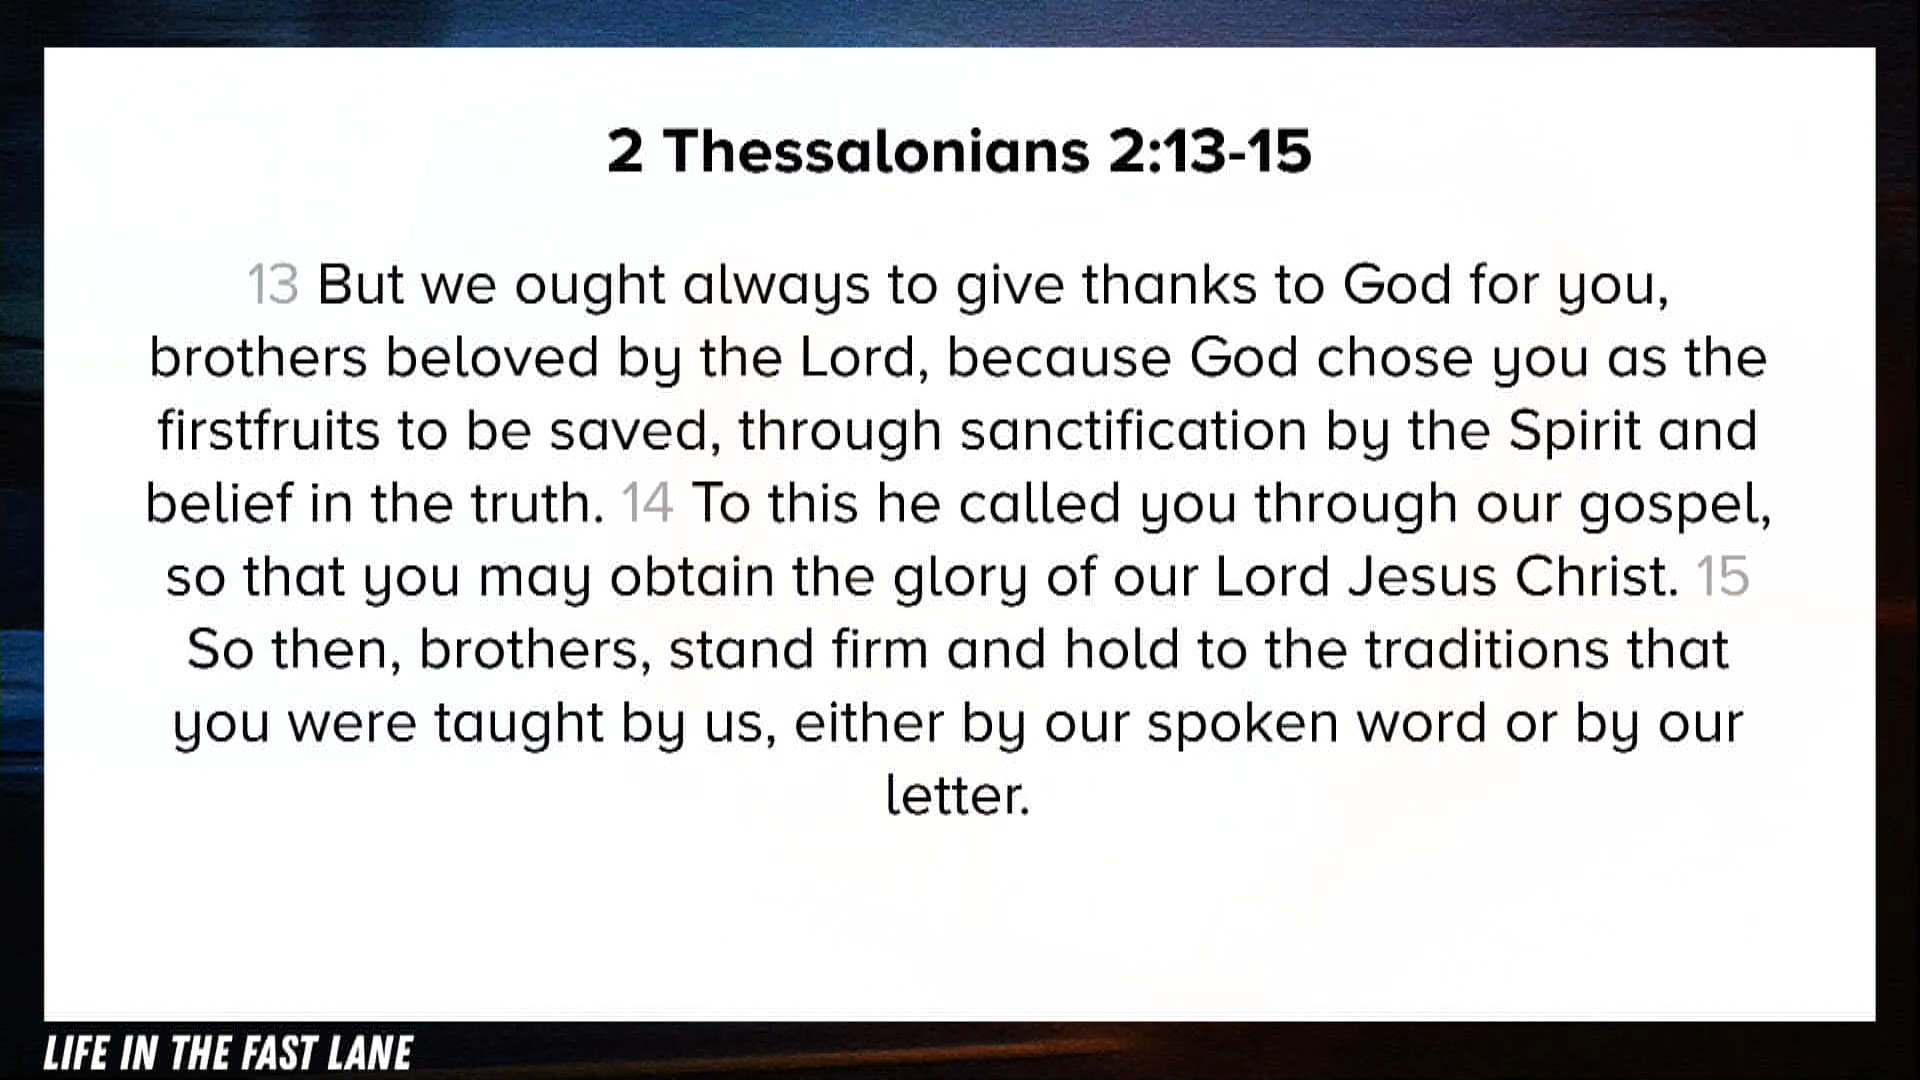 2 Thessalonians 2:13-15
13 But we ought always to give thanks to God for you,
brothers beloved by the Lord, because God chose you as the
firstfruits to be saved, through sanctification by the Spirit and
belief in the truth. 14 To this he called you through our gospel,
so that you may obtain the glory of our Lord Jesus Christ. 15
So then, brothers, stand firm and hold to the traditions that
you were taught by us, either by our spoken word or by our
letter.
LIFE IN THE FAST LANE